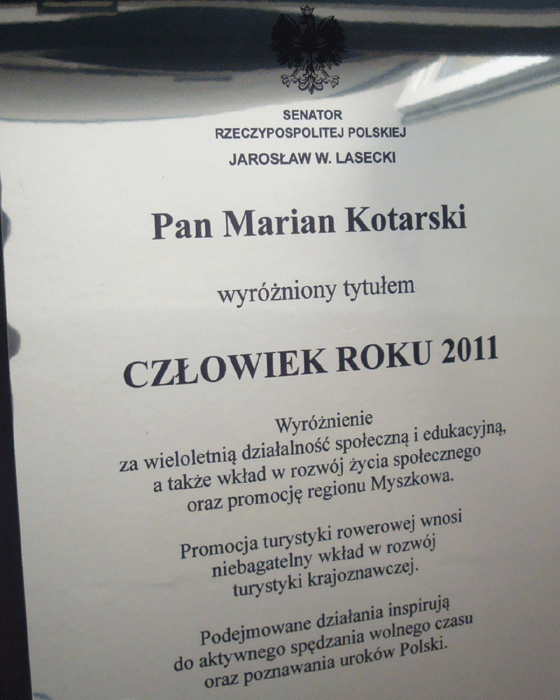 SENATOR
RZECZYPOSPOLITEJ POLSKIEJ
JAROSŁAW W. LASECKI
Pan Marian Kotarski
wyróżniony tytułem
CZŁOWIEK ROKU 2011
Wyróżnienie
za wieloletnią działalność społeczną i edukacyjną,
a także wkład w rozwój życia społecznego
oraz promocję regionu Myszkowa.
Promocja turystyki rowerowej wnosi
niebagatelny wkład w rozwój
turystyki krajoznawczej.
Podejmowane działania inspirują
do aktywnego spędzania wolnego czasu
oraz poznawania uroków Polski.